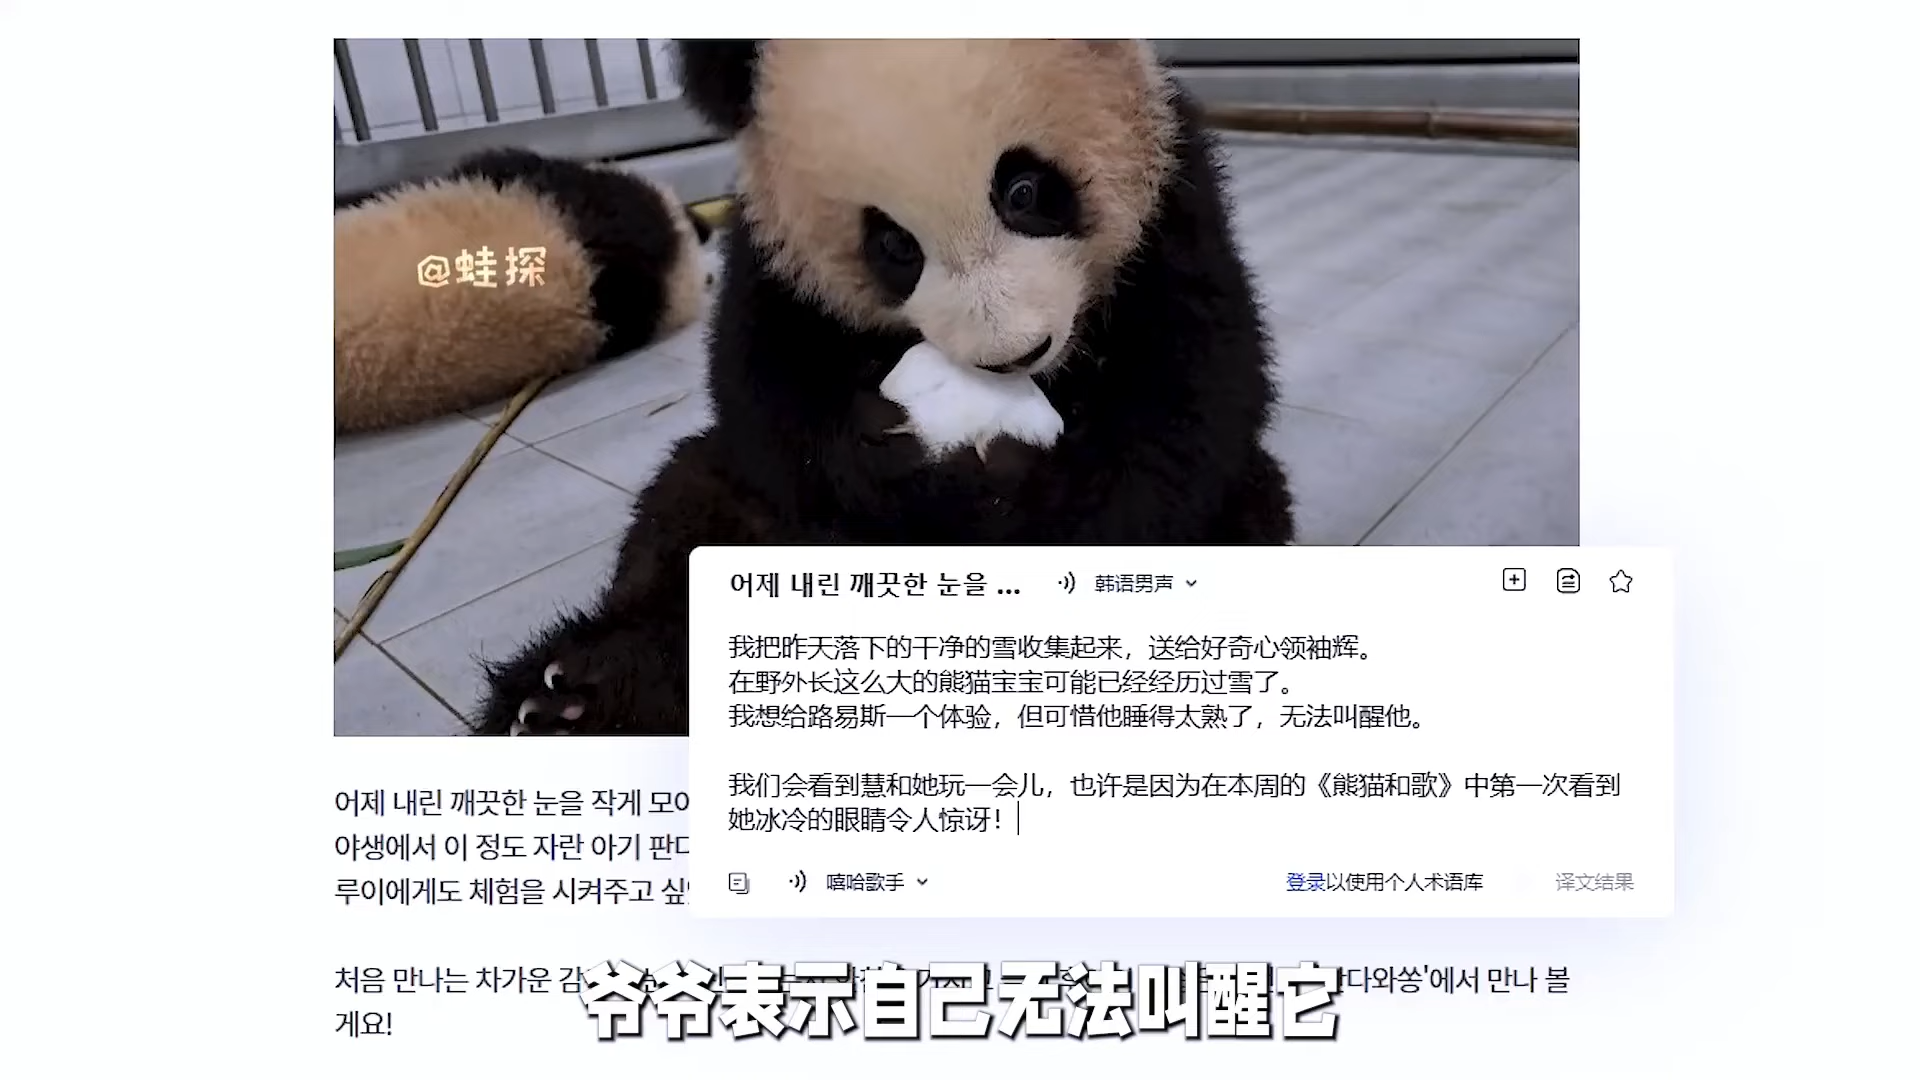 @蛙探
어제 내린 깨끗한 눈을 ...
韩语男声
我把昨天落下的干净的雪收集起来，送给好奇心领袖辉。
在野外长这么大的熊猫宝宝可能已经经历过雪了。
我想给路易斯一个体验，但可惜他睡得太熟了，无法叫醒他。
我们会看到慧和她玩一会儿，也许是因为在本周的《熊猫和歌》中第一次看到
她冰冷的眼睛令人惊讶！
嘻哈歌手
登录以使用个人术语库
译文结果
어제 내린 깨끗한 눈을 작게 모아
야생에서 이 정도 자란 아기 판다
루이에게도 체험을 시켜주고 싶
처음 만나는 차가운 감
다와쏭'에서 만나 볼
게요!
爷爷表示自己无法叫醒它